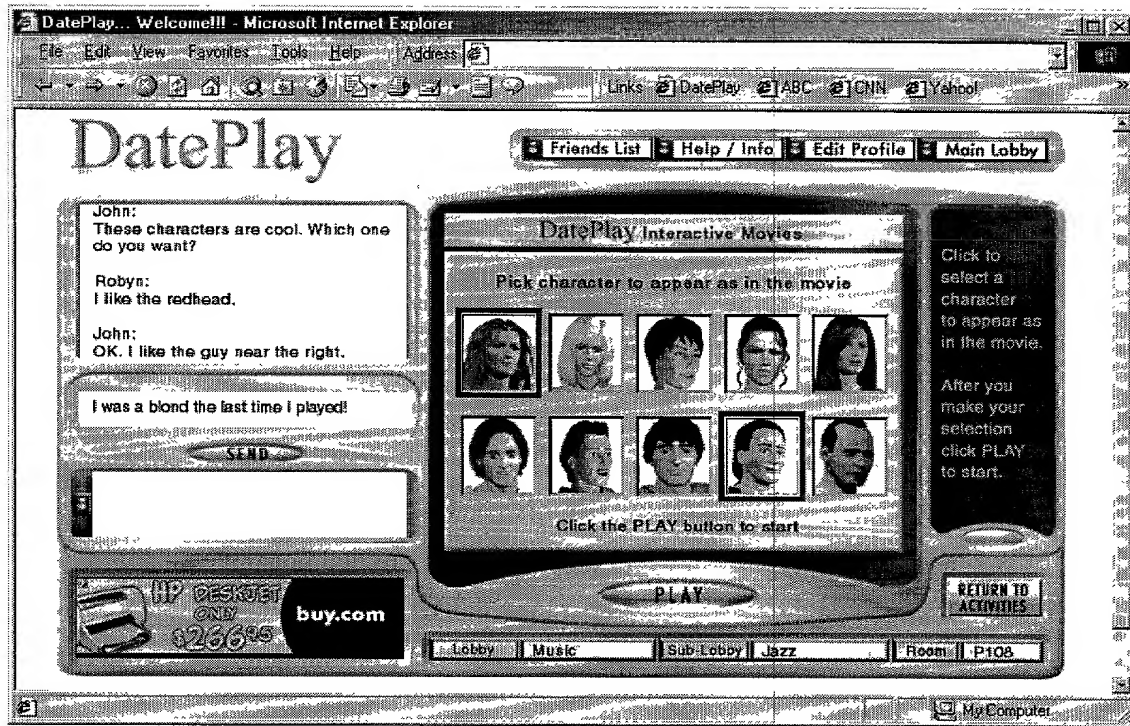 DatePlay... Welcome!!! - Microsoft Internet Explorer
File Edit View Favorites Tools Help Address
Links DatePlay ABC CNN Yahoo!
DatePlay
Friends List Help / Info Edit Profile Main Lobby
John:
These characters are cool. Which one
do you want?
Robyn:
I like the redhead.
John:
OK. I like the guy near the right.
I was a blond the last time I played!
SEND
DatePlay Interactive Movies
Pick character to appear as in the movie
Click the PLAY button to start
Click to
select a
character
to appear as
in the movie.
After you
make your
selection
click PLAY
to start.
PLAY
RETURN TO
ACTIVITIES
HP DESKJET
ONLY
$266.95
buy.com
Lobby Music Sub-Lobby Jazz Room P108
My Computer